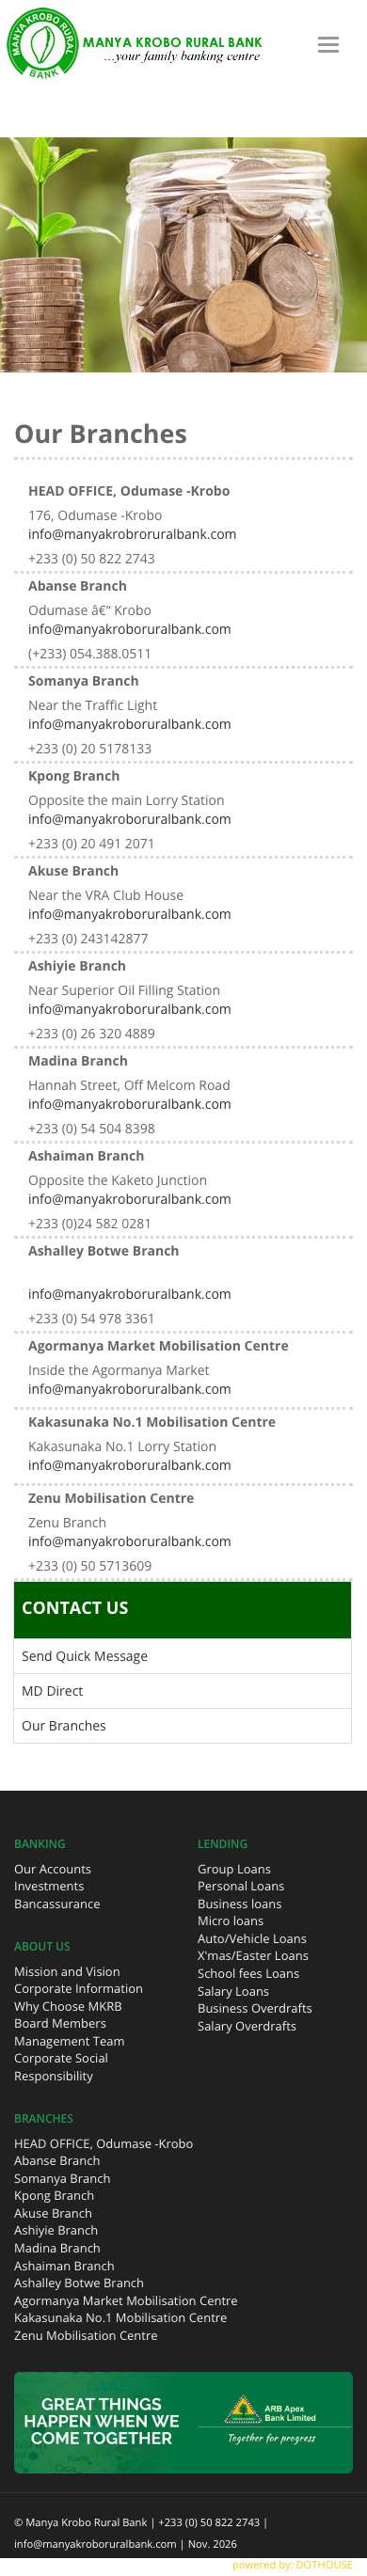 MANYA KROBO RURAL
BANK
MANYA KROBO RURAL BANK
...your family banking centre
Our Branches
HEAD OFFICE, Odumase -Krobo
176, Odumase -Krobo
info@manyakrobroruralbank.com
+233 (0) 50 822 2743
Abanse Branch
Odumase â€“ Krobo
info@manyakroboruralbank.com
(+233) 054.388.0511
Somanya Branch
Near the Traffic Light
info@manyakroboruralbank.com
+233 (0) 20 5178133
Kpong Branch
Opposite the main Lorry Station
info@manyakroboruralbank.com
+233 (0) 20 491 2071
Akuse Branch
Near the VRA Club House
info@manyakroboruralbank.com
+233 (0) 243142877
Ashiyie Branch
Near Superior Oil Filling Station
info@manyakroboruralbank.com
+233 (0) 26 320 4889
Madina Branch
Hannah Street, Off Melcom Road
info@manyakroboruralbank.com
+233 (0) 54 504 8398
Ashaiman Branch
Opposite the Kaketo Junction
info@manyakroboruralbank.com
+233 (0)24 582 0281
Ashalley Botwe Branch
info@manyakroboruralbank.com
+233 (0) 54 978 3361
Agormanya Market Mobilisation Centre
Inside the Agormanya Market
info@manyakroboruralbank.com
Kakasunaka No.1 Mobilisation Centre
Kakasunaka No.1 Lorry Station
info@manyakroboruralbank.com
Zenu Mobilisation Centre
Zenu Branch
info@manyakroboruralbank.com
+233 (0) 50 5713609
CONTACT US
Send Quick Message
MD Direct
Our Branches
BANKING
Our Accounts
Investments
Bancassurance
ABOUT US
Mission and Vision
Corporate Information
Why Choose MKRB
Board Members
Management Team
Corporate Social
Responsibility
LENDING
Group Loans
Personal Loans
Business loans
Micro loans
Auto/Vehicle Loans
X'mas/Easter Loans
School fees Loans
Salary Loans
Business Overdrafts
Salary Overdrafts
BRANCHES
HEAD OFFICE, Odumase -Krobo
Abanse Branch
Somanya Branch
Kpong Branch
Akuse Branch
Ashiyie Branch
Madina Branch
Ashaiman Branch
Ashalley Botwe Branch
Agormanya Market Mobilisation Centre
Kakasunaka No.1 Mobilisation Centre
Zenu Mobilisation Centre
GREAT THINGS
HAPPEN WHEN WE
COME TOGETHER
ARB Apex
Bank Limited
Together for progress
© Manya Krobo Rural Bank | +233 (0) 50 822 2743 |
info@manyakroboruralbank.com | Nov. 2026
powered by: DOTHOUSE